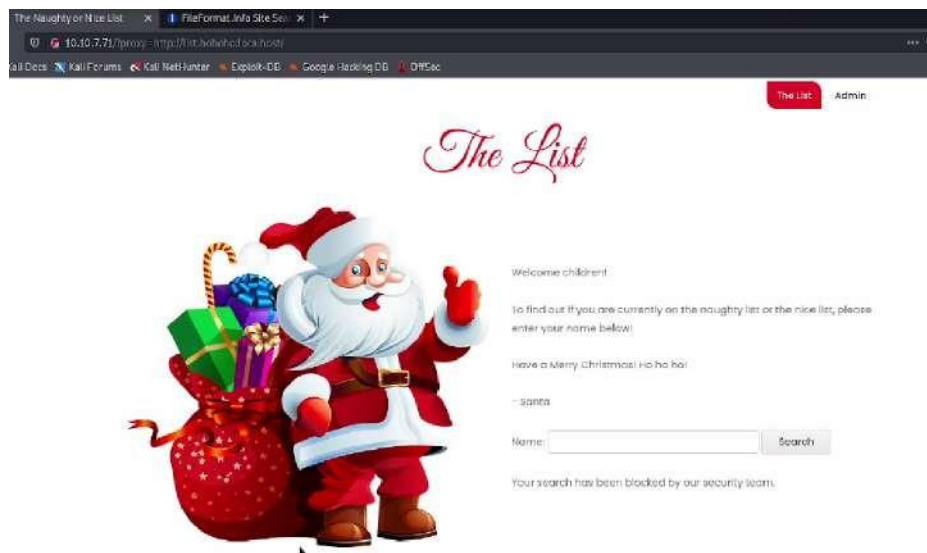 The Naughty or Nice List × FileFormat.Info Site Sea × +
10.10.7.71/?proxy=http://list.hohoho
Kali Docs Kali Forums Kali NetHunter Exploit-DB Google Hacking DB OffSec
The List Admin
The List
Welcome children!
To find out if you are currently on the naughty list or the nice list, please
enter your name below!
Have a Merry Christmas! Ho ho ho!
- Santa
Name: Search
Your search has been blocked by our security team.